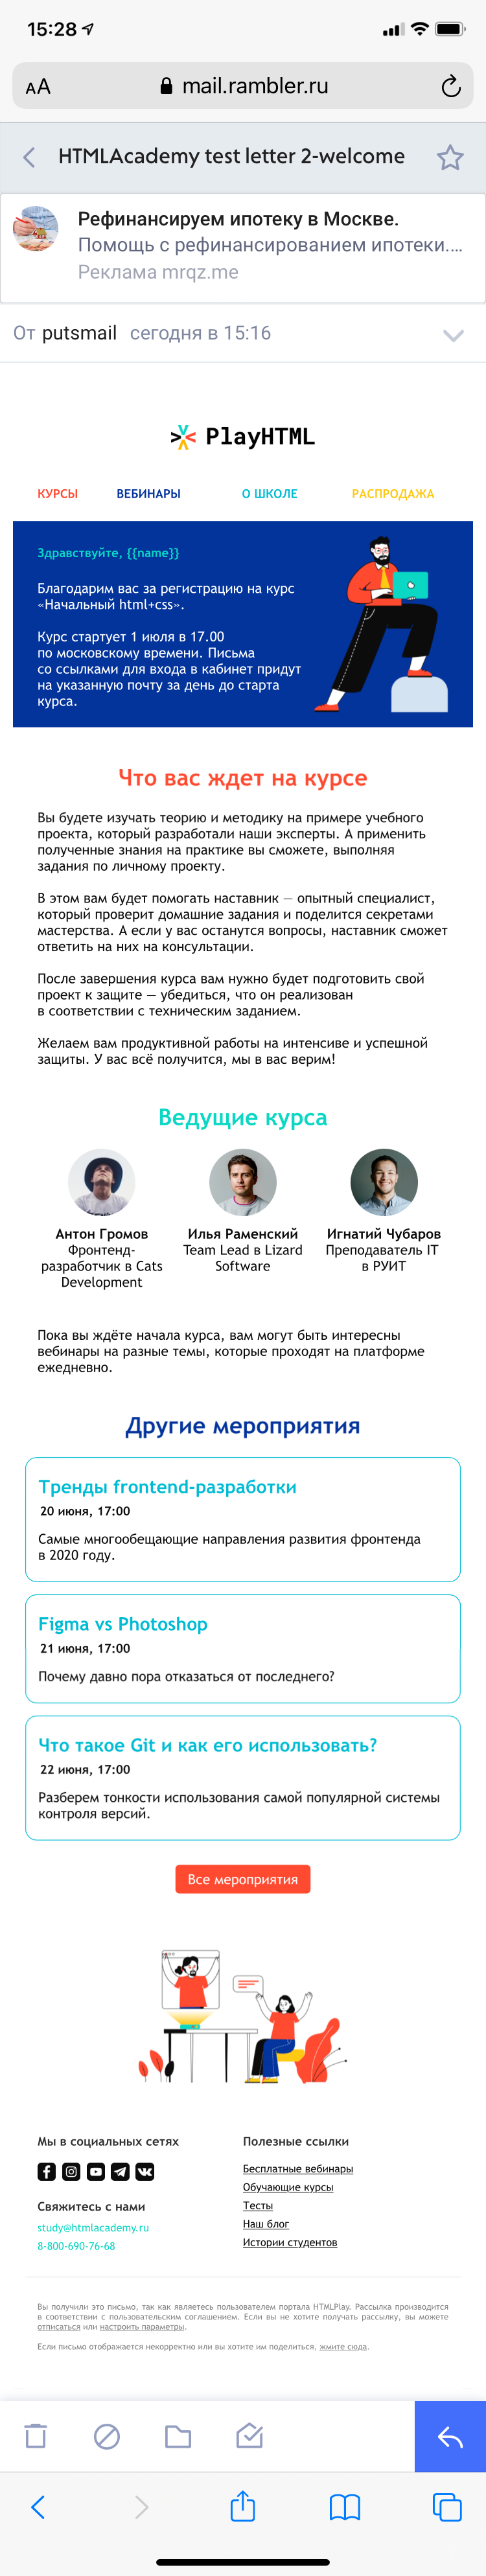 15:28
AA mail.rambler.ru
HTMLAcademy test letter 2-welcome
Рефинансируем ипотеку в Москве.
Помощь с рефинансированием ипотеки....
Реклама mrqz.me
От putsmail сегодня в 15:16
PlayHTML
КУРСЫ ВЕБИНАРЫ О ШКОЛЕ РАСПРОДАЖА
Здравствуйте, {{name}}
Благодарим вас за регистрацию на курс
«Начальный html+css».
Курс стартует 1 июля в 17.00
по московскому времени. Письма
со ссылками для входа в кабинет придут
на указанную почту за день до старта
курса.
Что вас ждет на курсе
Вы будете изучать теорию и методику на примере учебного
проекта, который разработали наши эксперты. А применить
полученные знания на практике вы сможете, выполняя
задания по личному проекту.
В этом вам будет помогать наставник — опытный специалист,
который проверит домашние задания и поделится секретами
мастерства. А если у вас останутся вопросы, наставник сможет
ответить на них на консультации.
После завершения курса вам нужно будет подготовить свой
проект к защите — убедиться, что он реализован
в соответствии с техническим заданием.
Желаем вам продуктивной работы на интенсиве и успешной
защиты. У вас всё получится, мы в вас верим!
Ведущие курса
Антон Громов
Фронтенд-
разработчик в Cats
Development
Илья Раменский
Team Lead в Lizard
Software
Игнатий Чубаров
Преподаватель IT
в РУИТ
Пока вы ждёте начала курса, вам могут быть интересны
вебинары на разные темы, которые проходят на платформе
ежедневно.
Другие мероприятия
Тренды frontend-разработки
20 июня, 17:00
Самые многообещающие направления развития фронтенда
в 2020 году.
Figma vs Photoshop
21 июня, 17:00
Почему давно пора отказаться от последнего?
Что такое Git и как его использовать?
22 июня, 17:00
Разберем тонкости использования самой популярной системы
контроля версий.
Все мероприятия
Мы в социальных сетях
Свяжитесь с нами
study@htmlacademy.ru
8-800-690-76-68
Полезные ссылки
Бесплатные вебинары
Обучающие курсы
Тесты
Наш блог
Истории студентов
Вы получили это письмо, так как являетесь пользователем портала HTMLPlay. Рассылка производится
в соответствии с пользовательским соглашением. Если вы не хотите получать рассылку, вы можете
отписаться или настроить параметры.
Если письмо отображается некорректно или вы хотите им поделиться, жмите сюда.